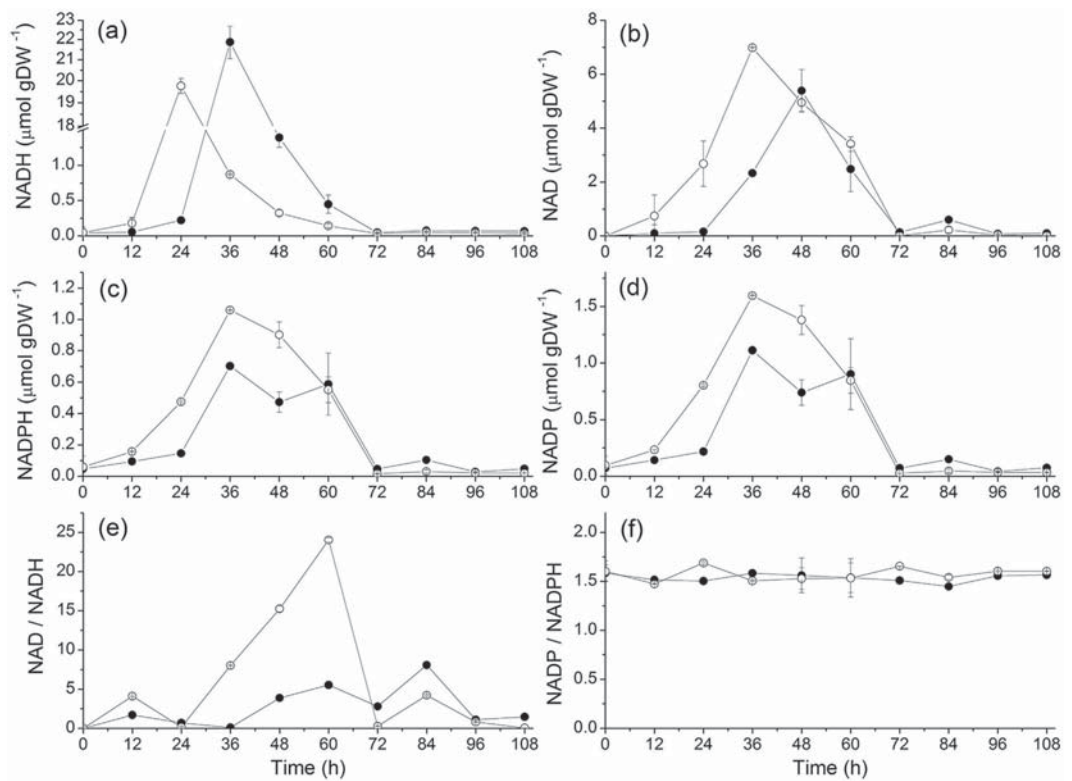 (a)
NADH (μmol gDW⁻¹)
23
22
21
20
19
18
1.0
0.5
0.0
0 12 24 36 48 60 72 84 96 108
(b)
NAD (μmol gDW⁻¹)
8
6
4
2
0
0 12 24 36 48 60 72 84 96 108
(c)
NADPH (μmol gDW⁻¹)
1.2
1.0
0.8
0.6
0.4
0.2
0.0
0 12 24 36 48 60 72 84 96 108
(d)
NADP (μmol gDW⁻¹)
1.5
1.0
0.5
0.0
0 12 24 36 48 60 72 84 96 108
(e)
NAD / NADH
25
20
15
10
5
0
0 12 24 36 48 60 72 84 96 108
Time (h)
(f)
NADP / NADPH
2.0
1.5
1.0
0.5
0.0
0 12 24 36 48 60 72 84 96 108
Time (h)